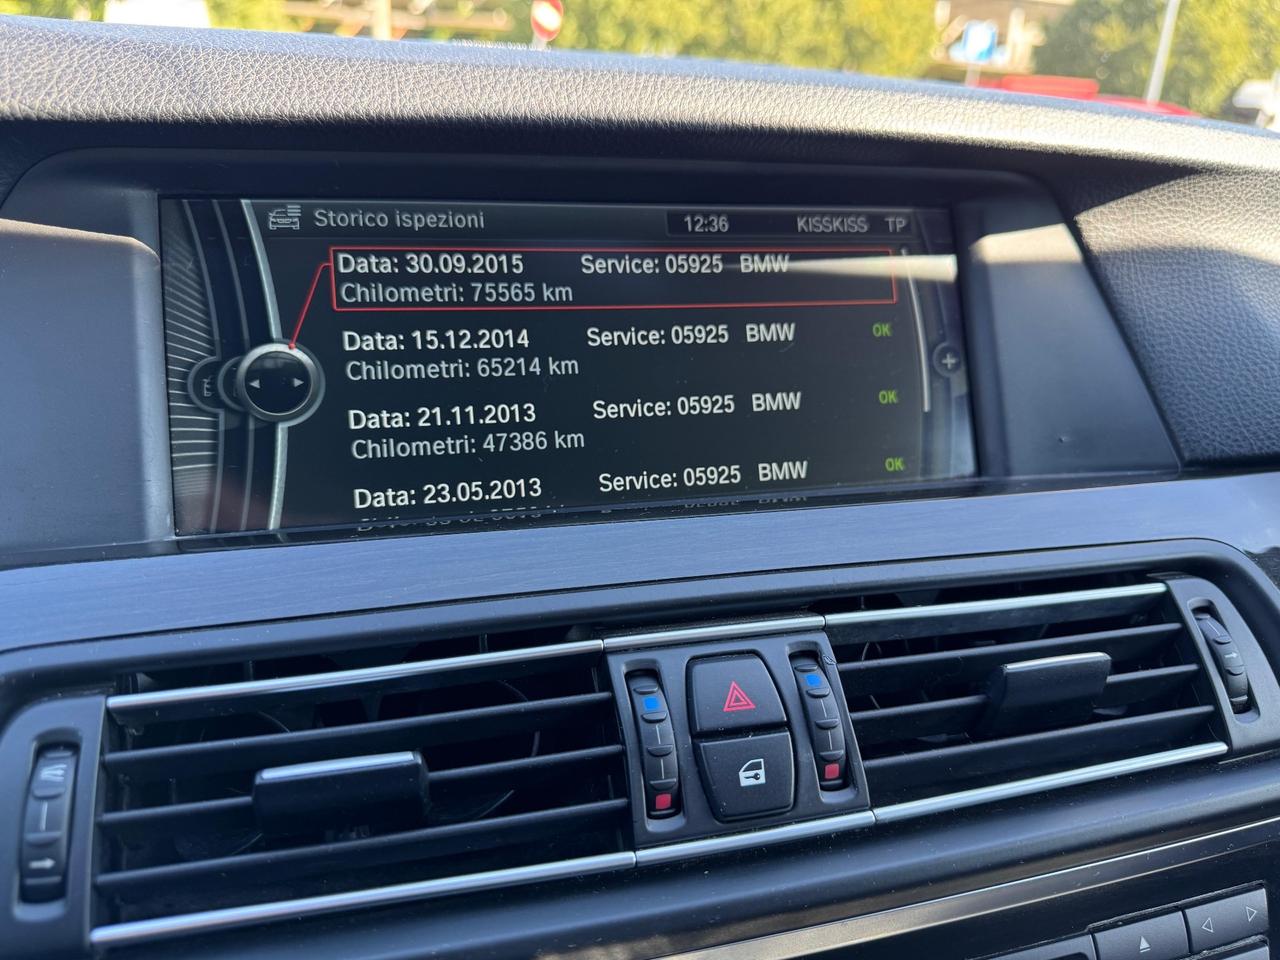 Storico ispezioni 12:36 KISSKISS TP
Data: 30.09.2015 Service: 05925 BMW
Chilometri: 75565 km
Data: 15.12.2014 Service: 05925 BMW OK
Chilometri: 65214 km
Data: 21.11.2013 Service: 05925 BMW OK
Chilometri: 47386 km
Data: 23.05.2013 Service: 05925 BMW OK